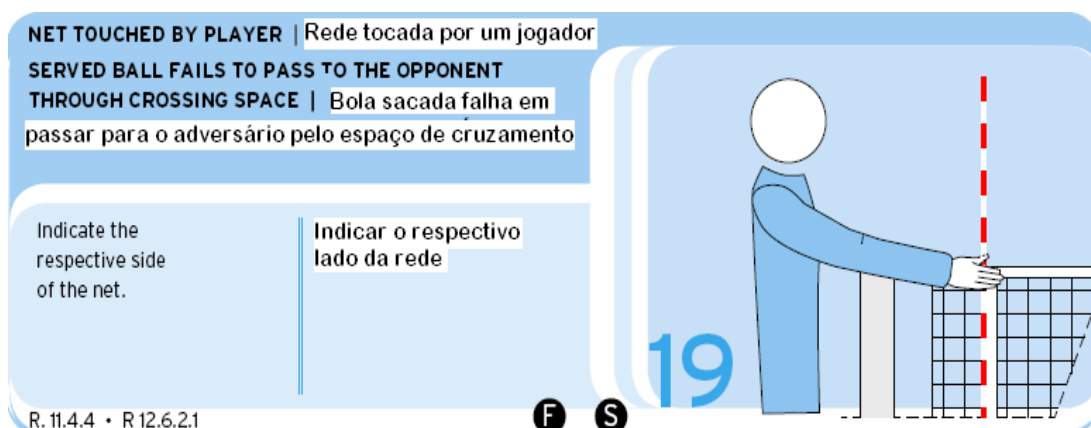 NET TOUCHED BY PLAYER | Rede tocada por um jogador
SERVED BALL FAILS TO PASS TO THE OPPONENT
THROUGH CROSSING SPACE | Bola sacada falha em
passar para o adversário pelo espaço de cruzamento
Indicate the
respective side
of the net.
Indicar o respectivo
lado da rede
19
R. 11.4.4 • R 12.6.2.1
F S